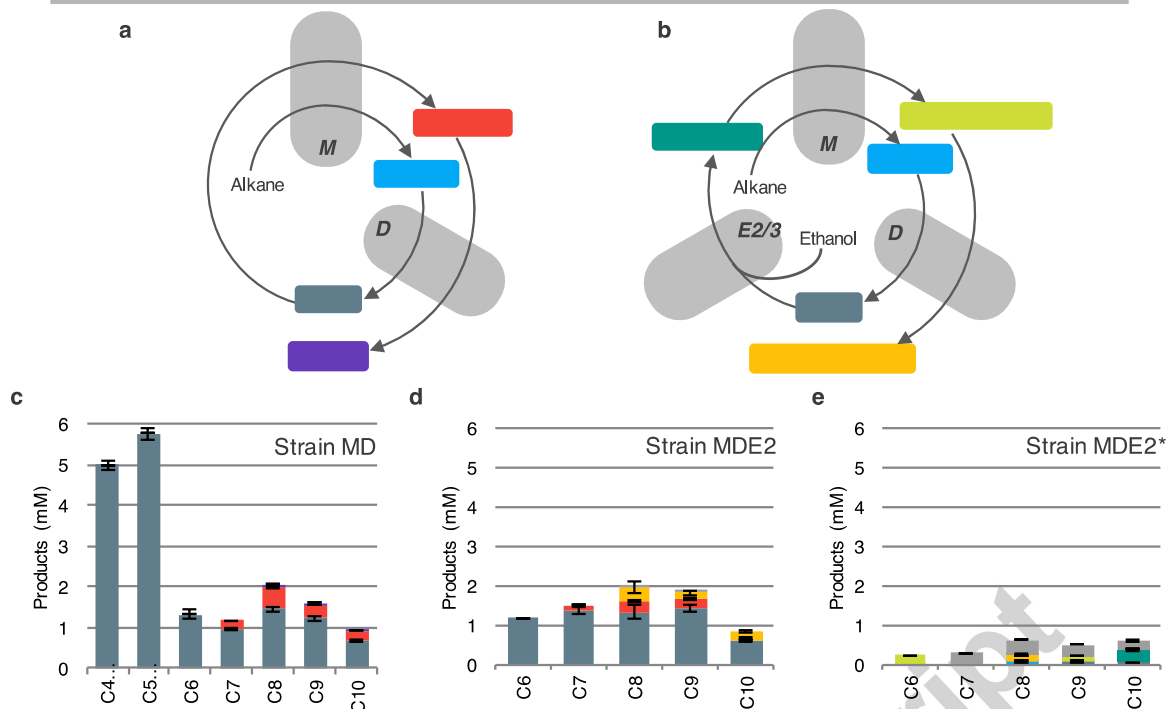 a
b
M
Alkane
D
M
Alkane
E2/3
Ethanol
D
c
d
e
Strain MD
Strain MDE2
Strain MDE2*
Products (mM)
6
5
4
3
2
1
0
C4..
C5..
C6
C7
C8
C9
C10
Products (mM)
6
5
4
3
2
1
0
C6
C7
C8
C9
C10
Products (mM)
6
5
4
3
2
1
0
C6
C7
C8
C9
C10
ript